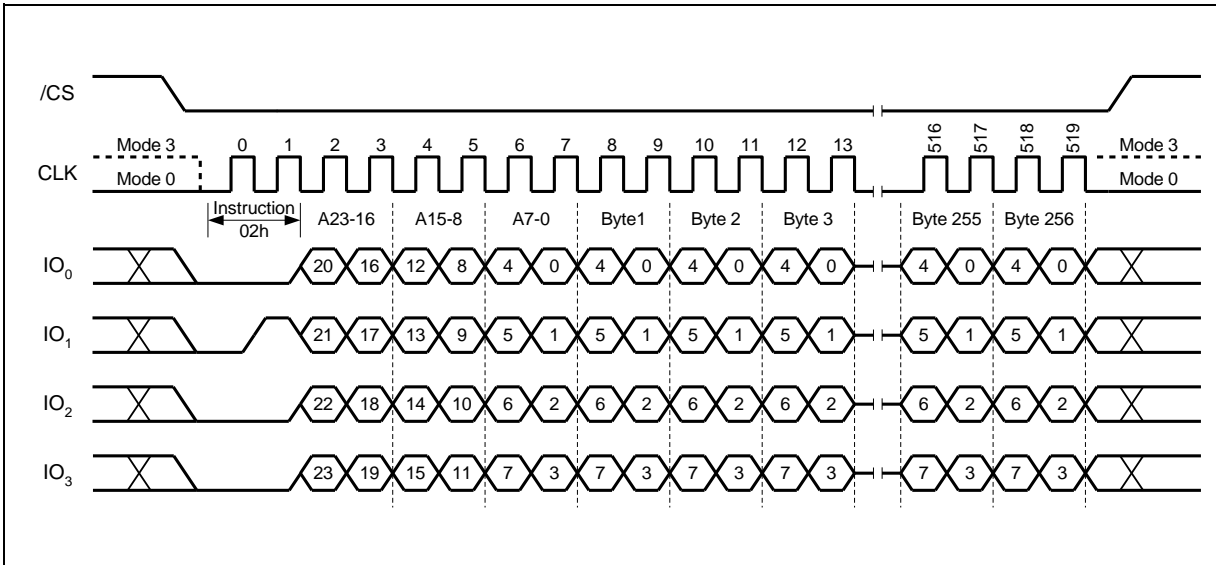 /CS
Mode 3 0 1 2 3 4 5 6 7 8 9 10 11 12 13 516 517 518 519 Mode 3
CLK
Mode 0 Mode 0
Instruction
02h
A23-16 A15-8 A7-0 Byte1 Byte 2 Byte 3 Byte 255 Byte 256
IO0 20 16 12 8 4 0 4 0 4 0 4 0 4 0 4 0
IO1 21 17 13 9 5 1 5 1 5 1 5 1 5 1 5 1
IO2 22 18 14 10 6 2 6 2 6 2 6 2 6 2 6 2
IO3 23 19 15 11 7 3 7 3 7 3 7 3 7 3 7 3